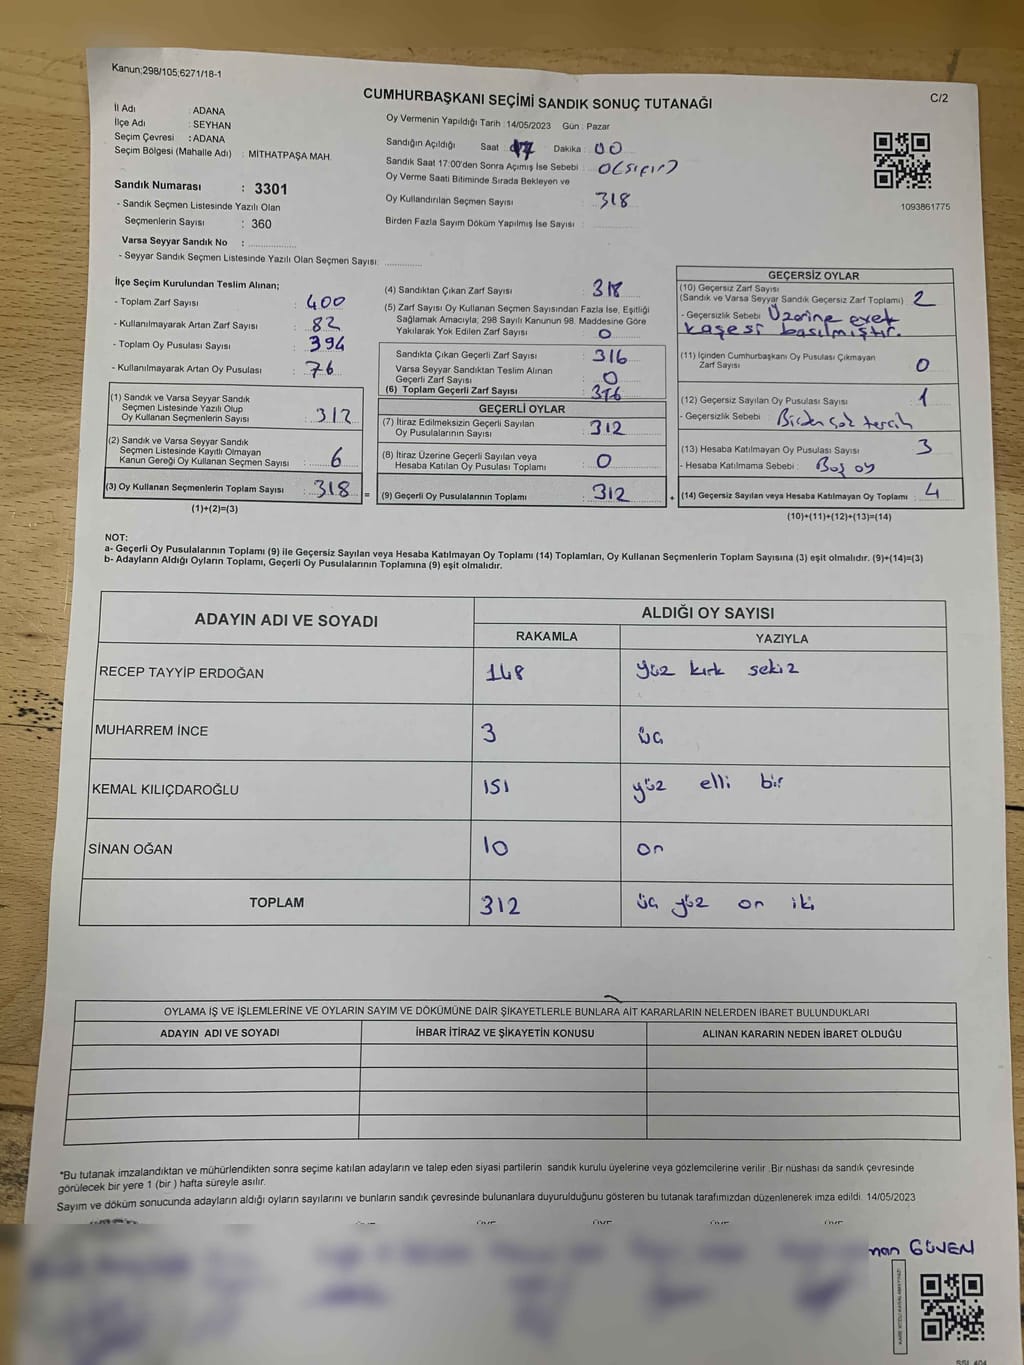 Kanun;298/105;6271/18-1
CUMHURBAŞKANI SEÇİMİ SANDIK SONUÇ TUTANAĞI
C/2
İl Adı : ADANA
İlçe Adı : SEYHAN
Seçim Çevresi : ADANA
Seçim Bölgesi (Mahalle Adı) : MİTHATPAŞA MAH.
Sandık Numarası : 3301
- Sandık Seçmen Listesinde Yazılı Olan
Seçmenlerin Sayısı : 360
Varsa Seyyar Sandık No :
- Seyyar Sandık Seçmen Listesinde Yazılı Olan Seçmen Sayısı:
Oy Vermenin Yapıldığı Tarih : 14/05/2023 Gün : Pazar
Sandığın Açıldığı Saat 17 Dakika : 00
Sandık Saat 17:00'den Sonra Açımış İse Sebebi : 0(sıfır)
Oy Verme Saati Bitiminde Sırada Bekleyen ve
Oy Kullandırılan Seçmen Sayısı : 318
Birden Fazla Sayım Döküm Yapılmış İse Sayısı :
1093861775
İlçe Seçim Kurulundan Teslim Alınan;
- Toplam Zarf Sayısı : 400
- Kullanılmayarak Artan Zarf Sayısı : 82
- Toplam Oy Pusulası Sayısı : 394
- Kullanılmayarak Artan Oy Pusulası : 76
(1) Sandık ve Varsa Seyyar Sandık
Seçmen Listesinde Yazılı Olup
Oy Kullanan Seçmenlerin Sayısı : 312
(2) Sandık ve Varsa Seyyar Sandık
Seçmen Listesinde Kayıtlı Olmayan
Kanun Gereği Oy Kullanan Seçmen Sayısı : 6
(3) Oy Kullanan Seçmenlerin Toplam Sayısı : 318 =
(1)+(2)=(3)
(4) Sandıktan Çıkan Zarf Sayısı : 318
(5) Zarf Sayısı Oy Kullanan Seçmen Sayısından Fazla İse, Eşitliği
Sağlamak Amacıyla; 298 Sayılı Kanunun 98. Maddesine Göre
Yakılarak Yok Edilen Zarf Sayısı : 0
Sandıkta Çıkan Geçerli Zarf Sayısı : 316
Varsa Seyyar Sandıktan Teslim Alınan
Geçerli Zarf Sayısı : 0
(6) Toplam Geçerli Zarf Sayısı : 316
GEÇERLİ OYLAR
(7) İtiraz Edilmeksizin Geçerli Sayılan
Oy Pusulalarının Sayısı : 312
(8) İtiraz Üzerine Geçerli Sayılan veya
Hesaba Katılan Oy Pusulası Toplamı : 0
(9) Geçerli Oy Pusulalarının Toplamı : 312 +
GEÇERSİZ OYLAR
(10) Geçersiz Zarf Sayısı
(Sandık ve Varsa Seyyar Sandık Geçersiz Zarf Toplamı) : 2
- Geçersizlik Sebebi : Üzerine evet
kaşesi basılmıştır.
(11) İçinden Cumhurbaşkanı Oy Pusulası Çıkmayan
Zarf Sayısı : 0
(12) Geçersiz Sayılan Oy Pusulası Sayısı : 1
- Geçersizlik Sebebi : Birden çok tercih
(13) Hesaba Katılmayan Oy Pusulası Sayısı : 3
- Hesaba Katılmama Sebebi : Boş oy
(14) Geçersiz Sayılan veya Hesaba Katılmayan Oy Toplamı : 4
(10)+(11)+(12)+(13)=(14)
NOT:
a- Geçerli Oy Pusulalarının Toplamı (9) ile Geçersiz Sayılan veya Hesaba Katılmayan Oy Toplamı (14) Toplamları, Oy Kullanan Seçmenlerin Toplam Sayısına (3) eşit olmalıdır. (9)+(14)=(3)
b- Adayların Aldığı Oyların Toplamı, Geçerli Oy Pusulalarının Toplamına (9) eşit olmalıdır.
ADAYIN ADI VE SOYADI
ALDIĞI OY SAYISI
RAKAMLA YAZIYLA
RECEP TAYYİP ERDOĞAN 148 yüz kırk sekiz
MUHARREM İNCE 3 üç
KEMAL KILIÇDAROĞLU 151 yüz elli bir
SİNAN OĞAN 10 on
TOPLAM 312 üç yüz on iki
OYLAMA İŞ VE İŞLEMLERİNE VE OYLARIN SAYIM VE DÖKÜMÜNE DAİR ŞİKAYETLERLE BUNLARA AİT KARARLARIN NELERDEN İBARET BULUNDUKLARI
ADAYIN ADI VE SOYADI İHBAR İTİRAZ VE ŞİKAYETİN KONUSU ALINAN KARARIN NEDEN İBARET OLDUĞU
*Bu tutanak imzalandıktan ve mühürlendikten sonra seçime katılan adayların ve talep eden siyasi partilerin sandık kurulu üyelerine veya gözlemcilerine verilir .Bir nüshası da sandık çevresinde
görülecek bir yere 1 (bir ) hafta süreyle asılır.
Sayım ve döküm sonucunda adayların aldığı oyların sayılarını ve bunların sandık çevresinde bulunanlara duyurulduğunu gösteren bu tutanak tarafımızdan düzenlenerek imza edildi. 14/05/2023
GÜVEN